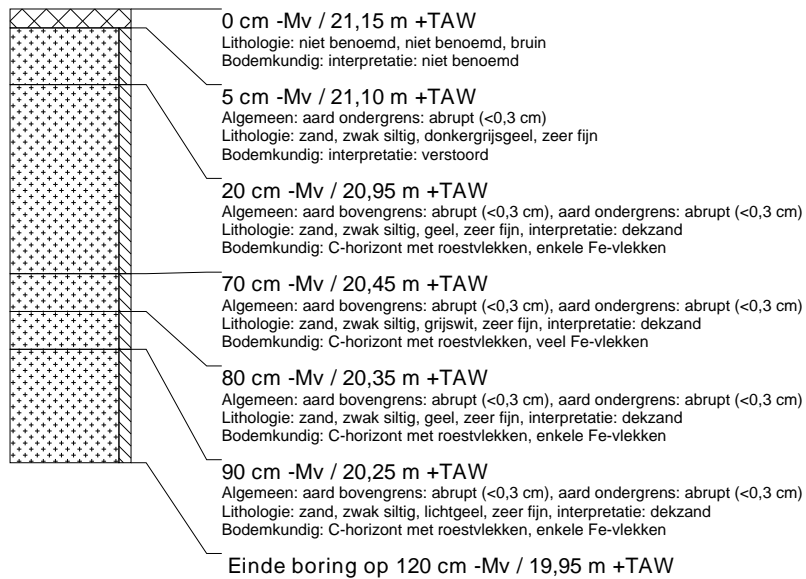 0 cm -Mv / 21,15 m +TAW
Lithologie: niet benoemd, niet benoemd, bruin
Bodemkundig: interpretatie: niet benoemd
5 cm -Mv / 21,10 m +TAW
Algemeen: aard ondergrens: abrupt (<0,3 cm)
Lithologie: zand, zwak siltig, donkergrijsgeel, zeer fijn
Bodemkundig: interpretatie: verstoord
20 cm -Mv / 20,95 m +TAW
Algemeen: aard bovengrens: abrupt (<0,3 cm), aard ondergrens: abrupt (<0,3 cm)
Lithologie: zand, zwak siltig, geel, zeer fijn, interpretatie: dekzand
Bodemkundig: C-horizont met roestvlekken, enkele Fe-vlekken
70 cm -Mv / 20,45 m +TAW
Algemeen: aard bovengrens: abrupt (<0,3 cm), aard ondergrens: abrupt (<0,3 cm)
Lithologie: zand, zwak siltig, grijswit, zeer fijn, interpretatie: dekzand
Bodemkundig: C-horizont met roestvlekken, veel Fe-vlekken
80 cm -Mv / 20,35 m +TAW
Algemeen: aard bovengrens: abrupt (<0,3 cm), aard ondergrens: abrupt (<0,3 cm)
Lithologie: zand, zwak siltig, geel, zeer fijn, interpretatie: dekzand
Bodemkundig: C-horizont met roestvlekken, enkele Fe-vlekken
90 cm -Mv / 20,25 m +TAW
Algemeen: aard bovengrens: abrupt (<0,3 cm), aard ondergrens: abrupt (<0,3 cm)
Lithologie: zand, zwak siltig, lichtgeel, zeer fijn, interpretatie: dekzand
Bodemkundig: C-horizont met roestvlekken, enkele Fe-vlekken
Einde boring op 120 cm -Mv / 19,95 m +TAW